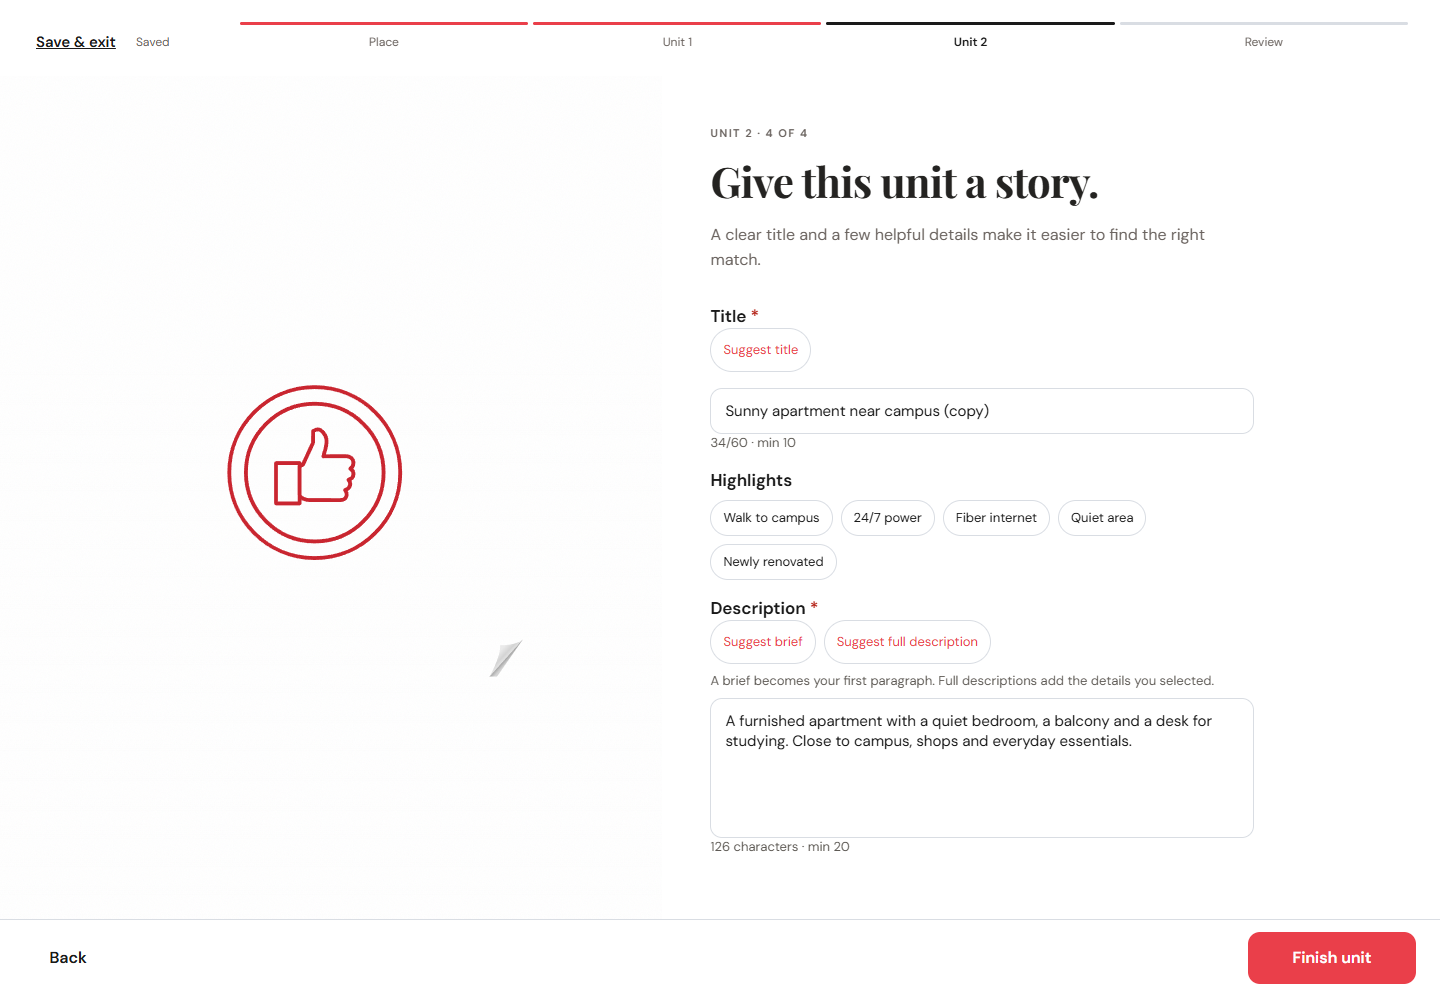 Save & exit
Saved
Place
Unit 1
Unit 2
Review
UNIT 2 · 4 OF 4
Give this unit a story.
A clear title and a few helpful details make it easier to find the right
match.
Title *
Suggest title
Sunny apartment near campus (copy)
34/60 · min 10
Highlights
Walk to campus
24/7 power
Fiber internet
Quiet area
Newly renovated
Description *
Suggest brief
Suggest full description
A brief becomes your first paragraph. Full descriptions add the details you selected.
A furnished apartment with a quiet bedroom, a balcony and a desk for
studying. Close to campus, shops and everyday essentials.
126 characters · min 20
Back
Finish unit